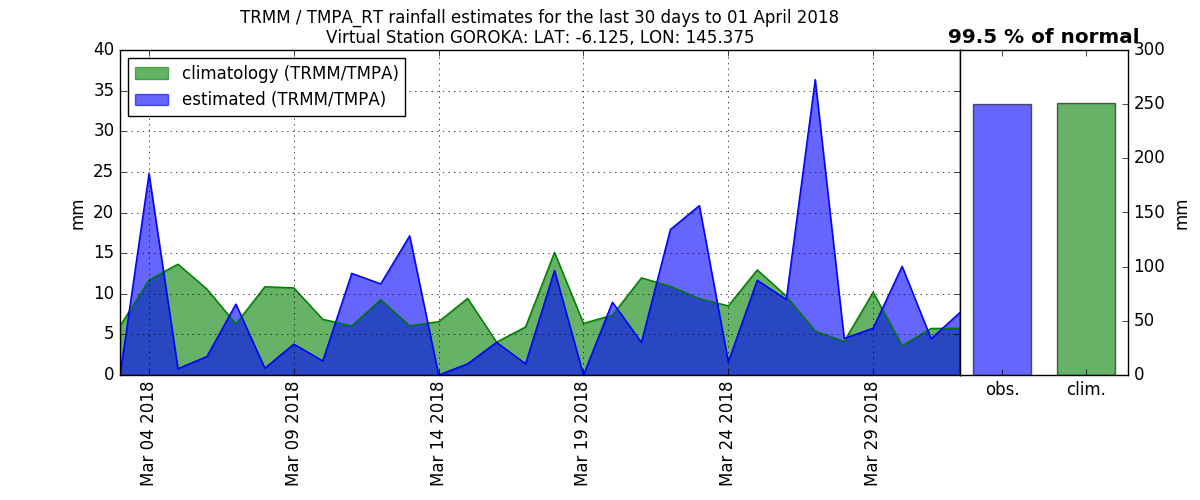 TRMM / TMPA_RT rainfall estimates for the last 30 days to 01 April 2018
Virtual Station GOROKA: LAT: -6.125, LON: 145.375
99.5 % of normal
climatology (TRMM/TMPA)
estimated (TRMM/TMPA)
40
35
30
25
20
15
10
5
0
mm
Mar 04 2018
Mar 09 2018
Mar 14 2018
Mar 19 2018
Mar 24 2018
Mar 29 2018
300
250
200
150
100
50
0
mm
obs.
clim.